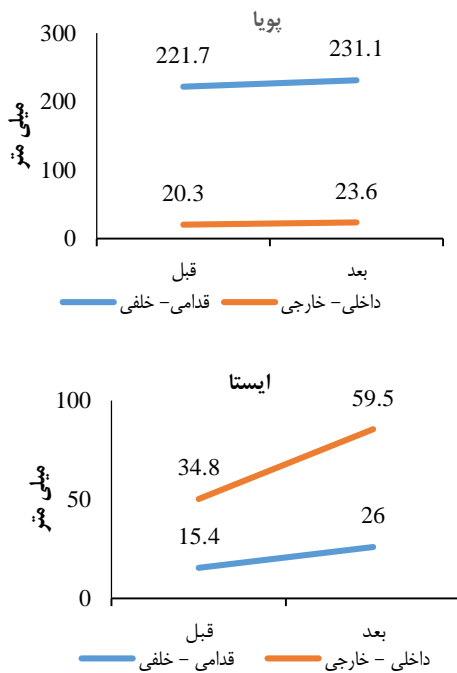 پویا
میلی متر
300
200
100
0
221.7
231.1
20.3
23.6
قبل
بعد
قدامی- خلفی
داخلی- خارجی
ایستا
میلی متر
100
50
0
34.8
59.5
15.4
26
قبل
بعد
قدامی - خلفی
داخلی - خارجی